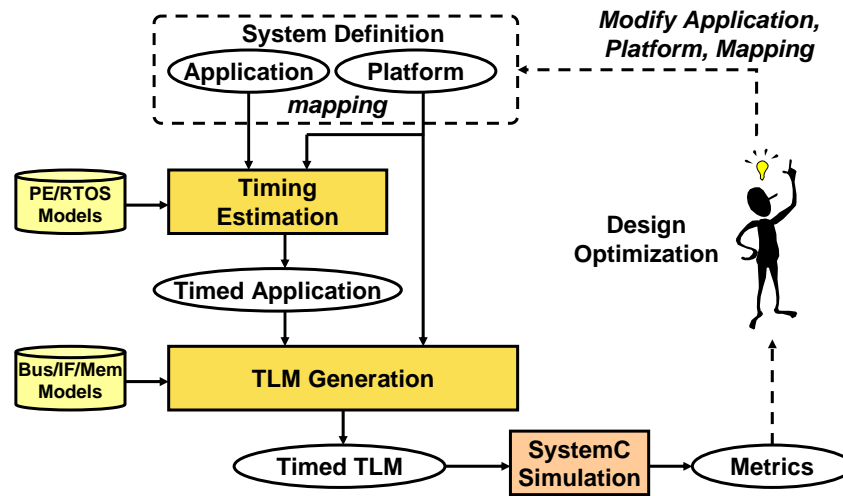 System Definition
Modify Application,
Platform, Mapping
Application
Platform
mapping
PE/RTOS
Models
Timing
Estimation
Design
Optimization
Timed Application
Bus/IF/Mem
Models
TLM Generation
Timed TLM
SystemC
Simulation
Metrics